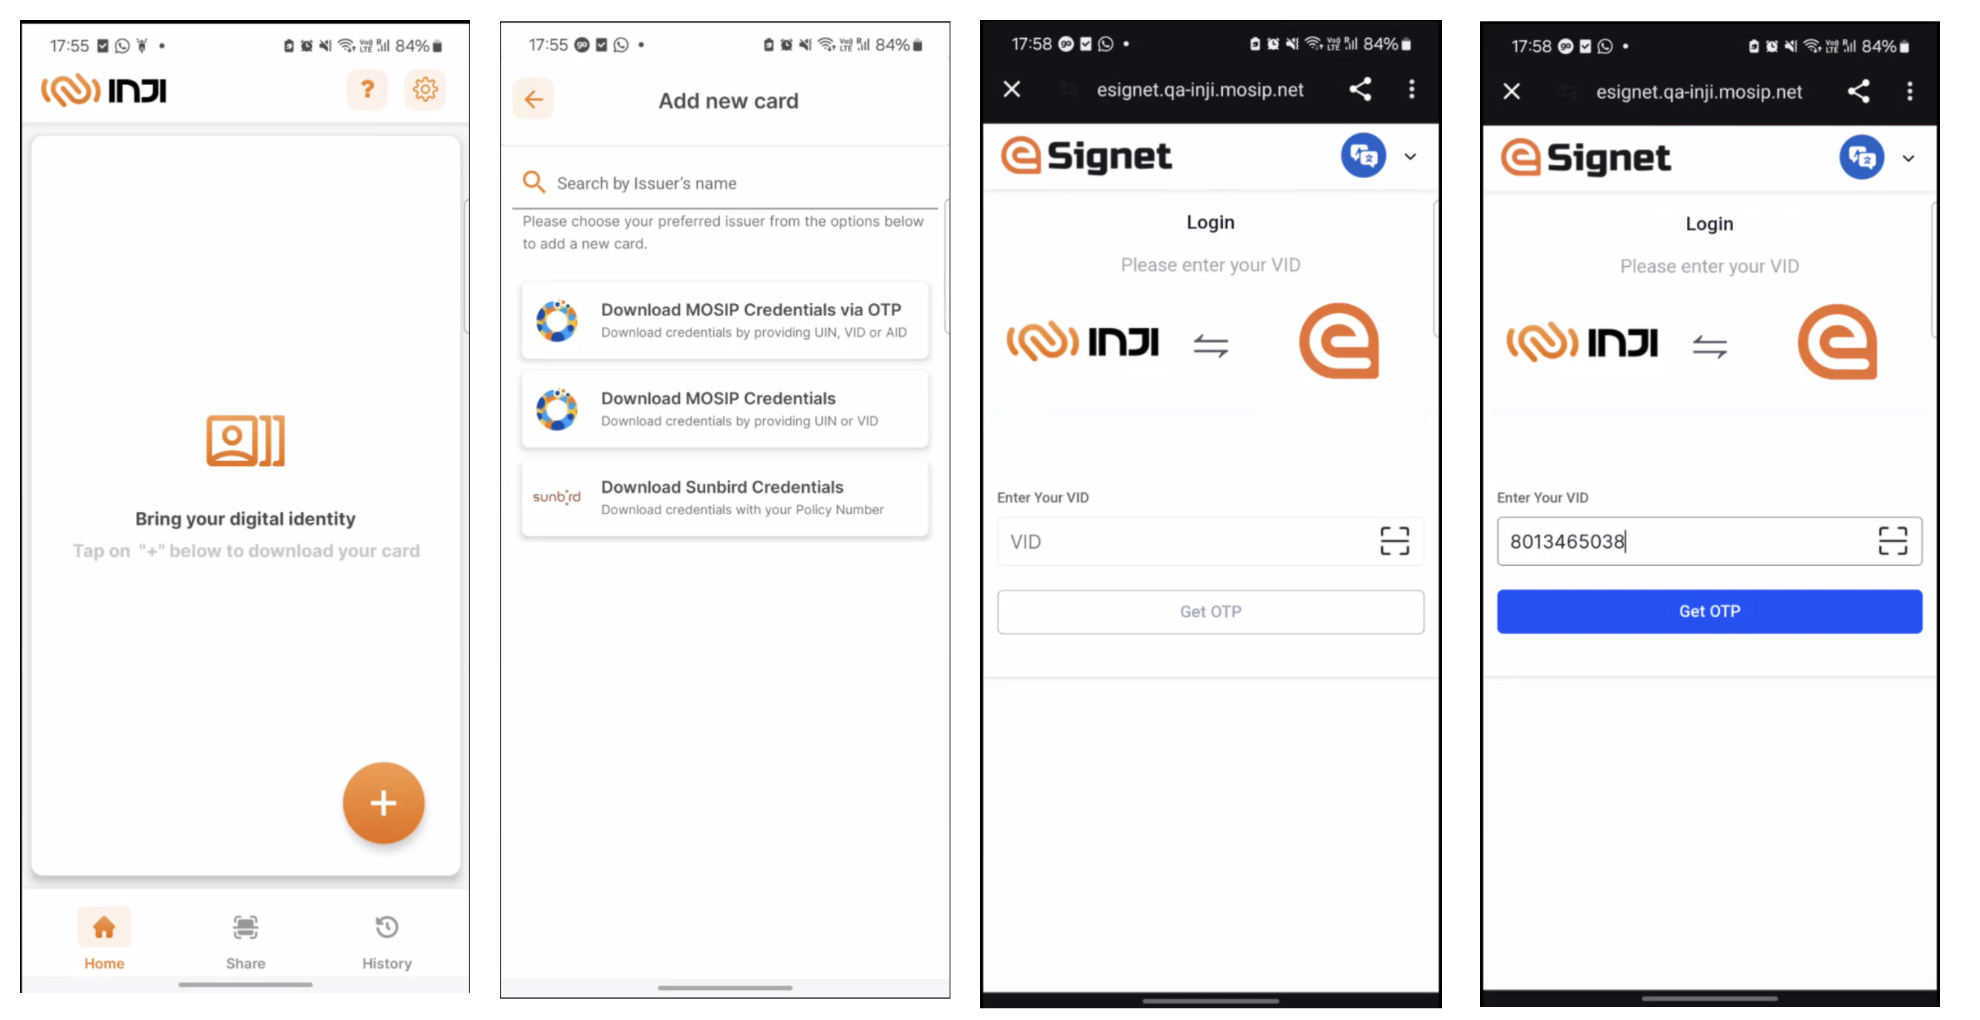 17:55
84%
INJI
?
Bring your digital identity
Tap on "+" below to download your card
+
Home
Share
History
17:55
84%
Add new card
Search by Issuer's name
Please choose your preferred issuer from the options below
to add a new card.
Download MOSIP Credentials via OTP
Download credentials by providing UIN, VID or AID
Download MOSIP Credentials
Download credentials by providing UIN or VID
sunbird
Download Sunbird Credentials
Download credentials with your Policy Number
17:58
84%
esignet.qa-inji.mosip.net
e Signet
Login
Please enter your VID
INJI
e
Enter Your VID
VID
Get OTP
17:58
84%
esignet.qa-inji.mosip.net
e Signet
Login
Please enter your VID
INJI
e
Enter Your VID
8013465038
Get OTP